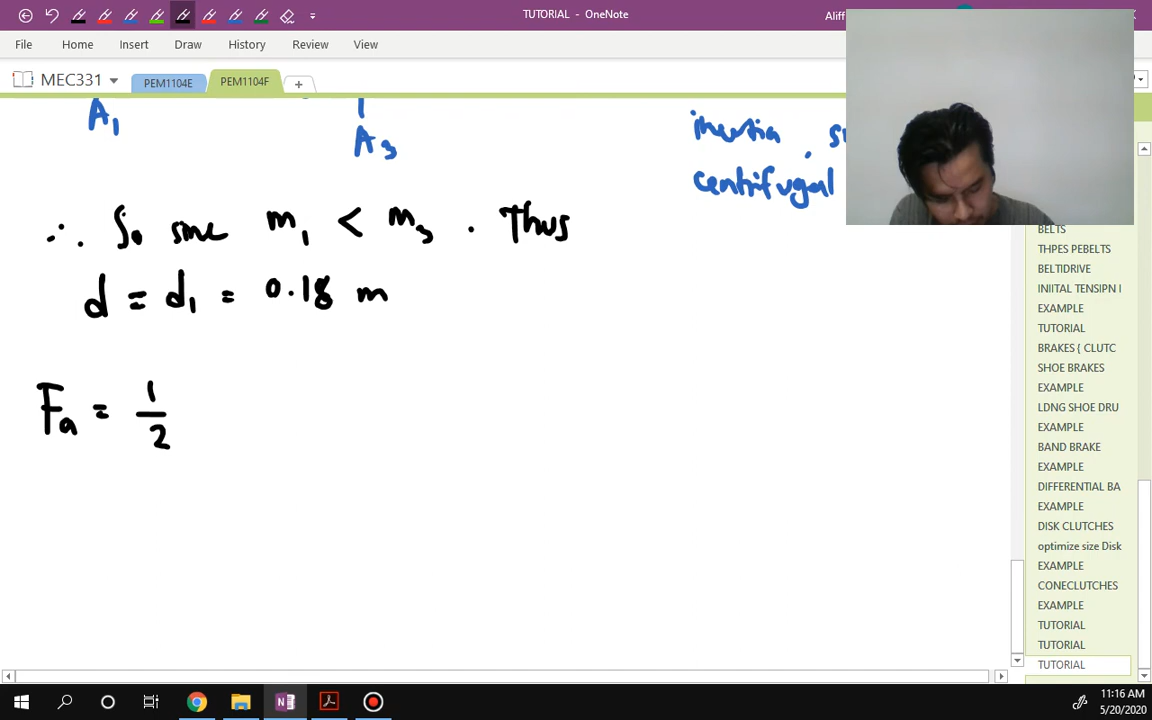 TUTORIAL - OneNote
Aliff
File Home Insert Draw History Review View
MEC331 PEM1104E PEM1104F +
A1
A3
inertia
centrifugal
∴ So since m1 < m3 . Thus
d = d1 = 0.18 m
Fa = 1/2
BELTS
THPES PEBELTS
BELTIDRIVE
INIITAL TENSIPN I
EXAMPLE
TUTORIAL
BRAKES { CLUTC
SHOE BRAKES
EXAMPLE
LDNG SHOE DRU
EXAMPLE
BAND BRAKE
EXAMPLE
DIFFERENTIAL BA
EXAMPLE
DISK CLUTCHES
optimize size Disk
EXAMPLE
CONECLUTCHES
EXAMPLE
TUTORIAL
TUTORIAL
TUTORIAL
11:16 AM
5/20/2020